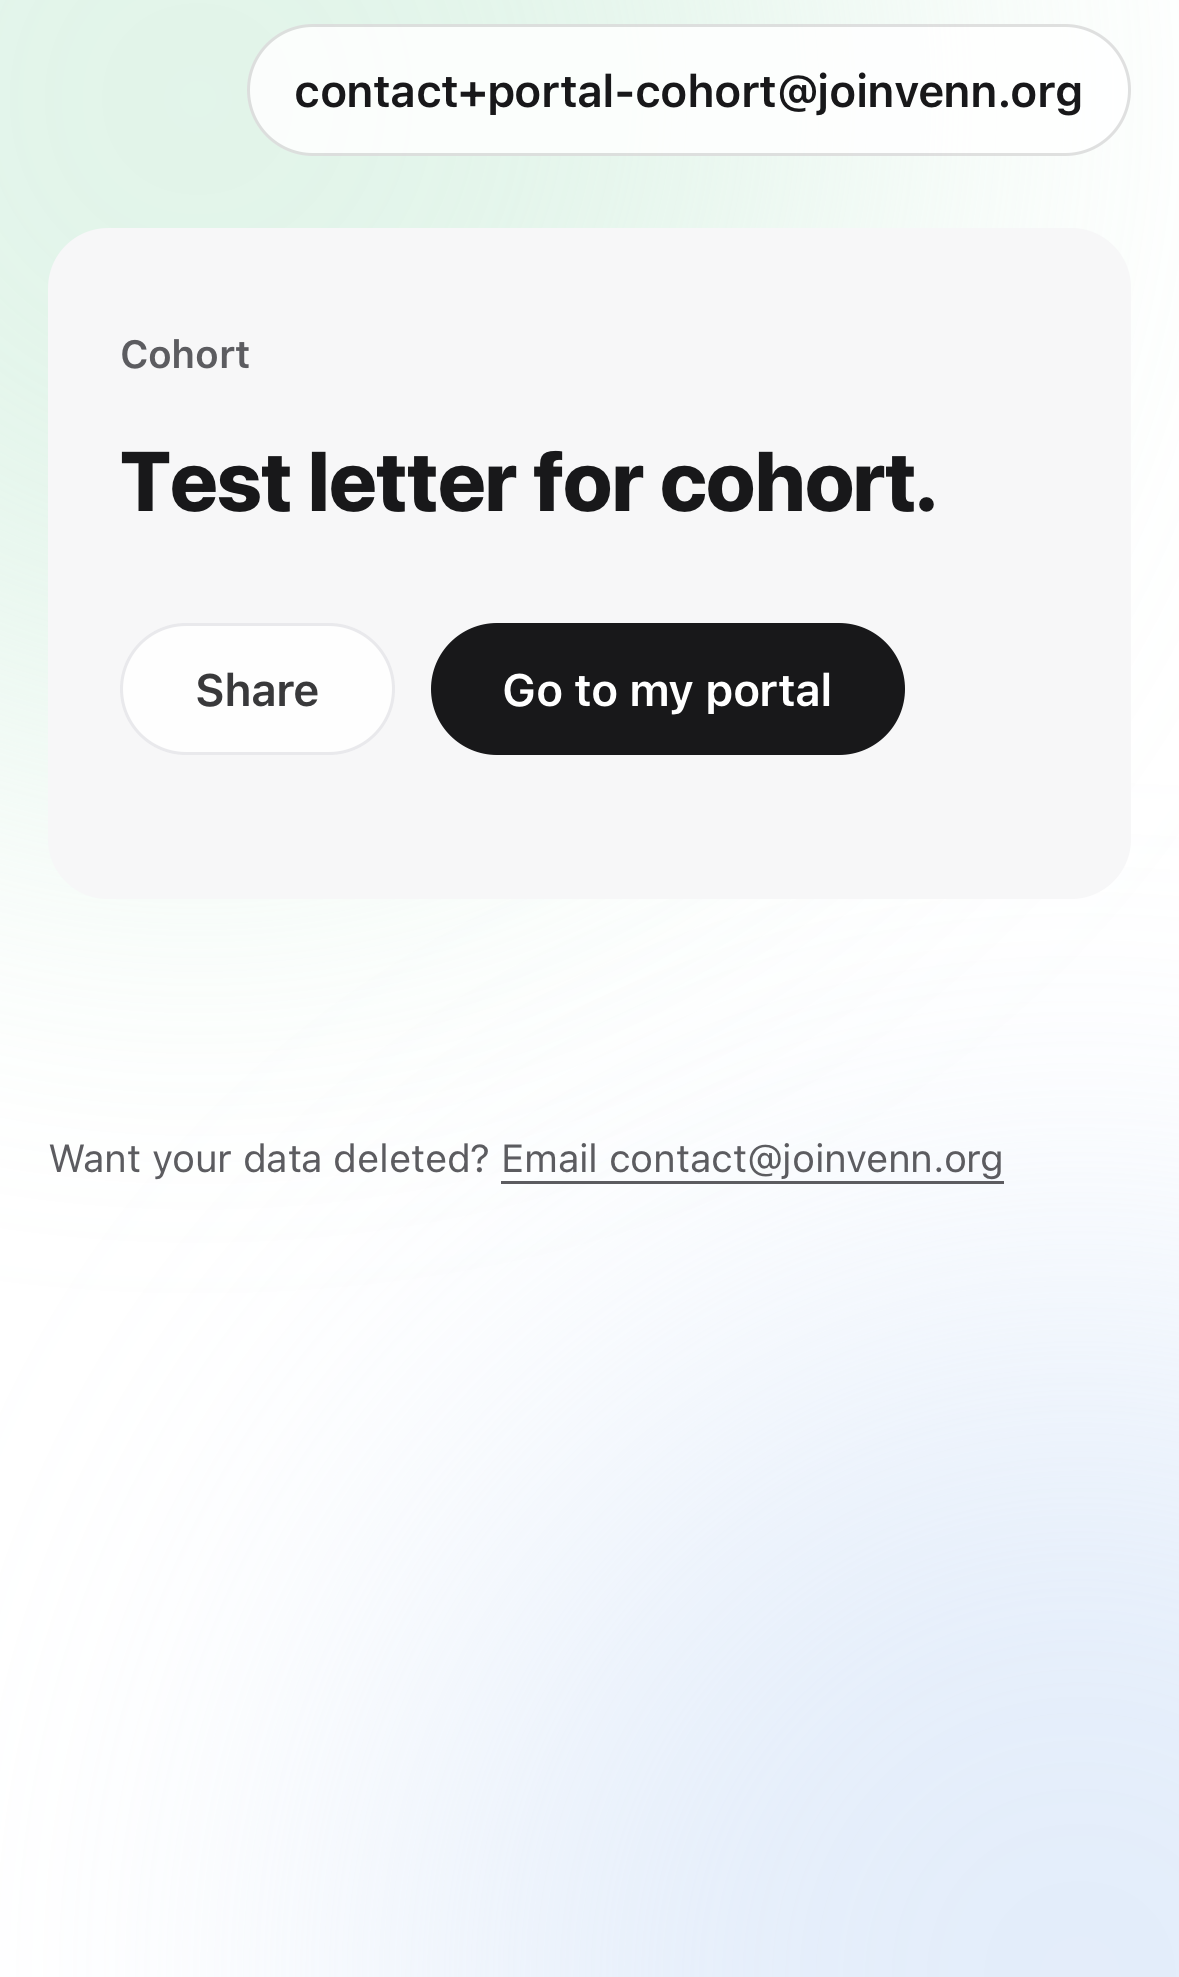 contact+portal-cohort@joinvenn.org
Cohort
Test letter for cohort.
Share
Go to my portal
Want your data deleted? Email contact@joinvenn.org